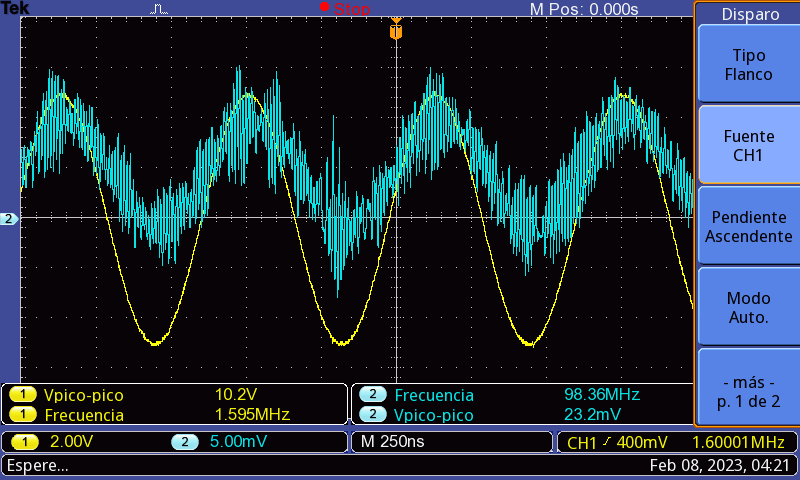 Tek
Stop
M Pos: 0.000s
T
2
Disparo
Tipo
Flanco
Fuente
CH1
Pendiente
Ascendente
Modo
Auto.
- más -
p. 1 de 2
1 Vpico-pico 10.2V
1 Frecuencia 1.595MHz
2 Frecuencia 98.36MHz
2 Vpico-pico 23.2mV
1 2.00V 2 5.00mV M 250ns CH1 400mV 1.60001MHz
Espere... Feb 08, 2023, 04:21